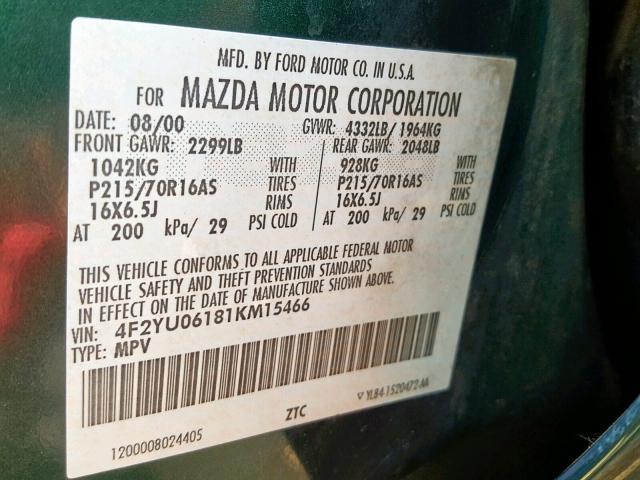 MFD. BY FORD MOTOR CO. IN U.S.A.
FOR MAZDA MOTOR CORPORATION
DATE: 08/00 GVWR: 4332LB/1964KG
FRONT GAWR: 2299LB REAR GAWR: 2048LB
1042KG WITH 928KG WITH
P215/70R16AS TIRES P215/70R16AS TIRES
16X6.5J RIMS 16X6.5J RIMS
AT 200 kPa/ 29 PSI COLD AT 200 kPa/ 29 PSI COLD
THIS VEHICLE CONFORMS TO ALL APPLICABLE FEDERAL MOTOR
VEHICLE SAFETY AND THEFT PREVENTION STANDARDS
IN EFFECT ON THE DATE OF MANUFACTURE SHOWN ABOVE.
VIN: 4F2YU06181KM15466
TYPE: MPV
1200008024405 ZTC YL84-1520472-AA